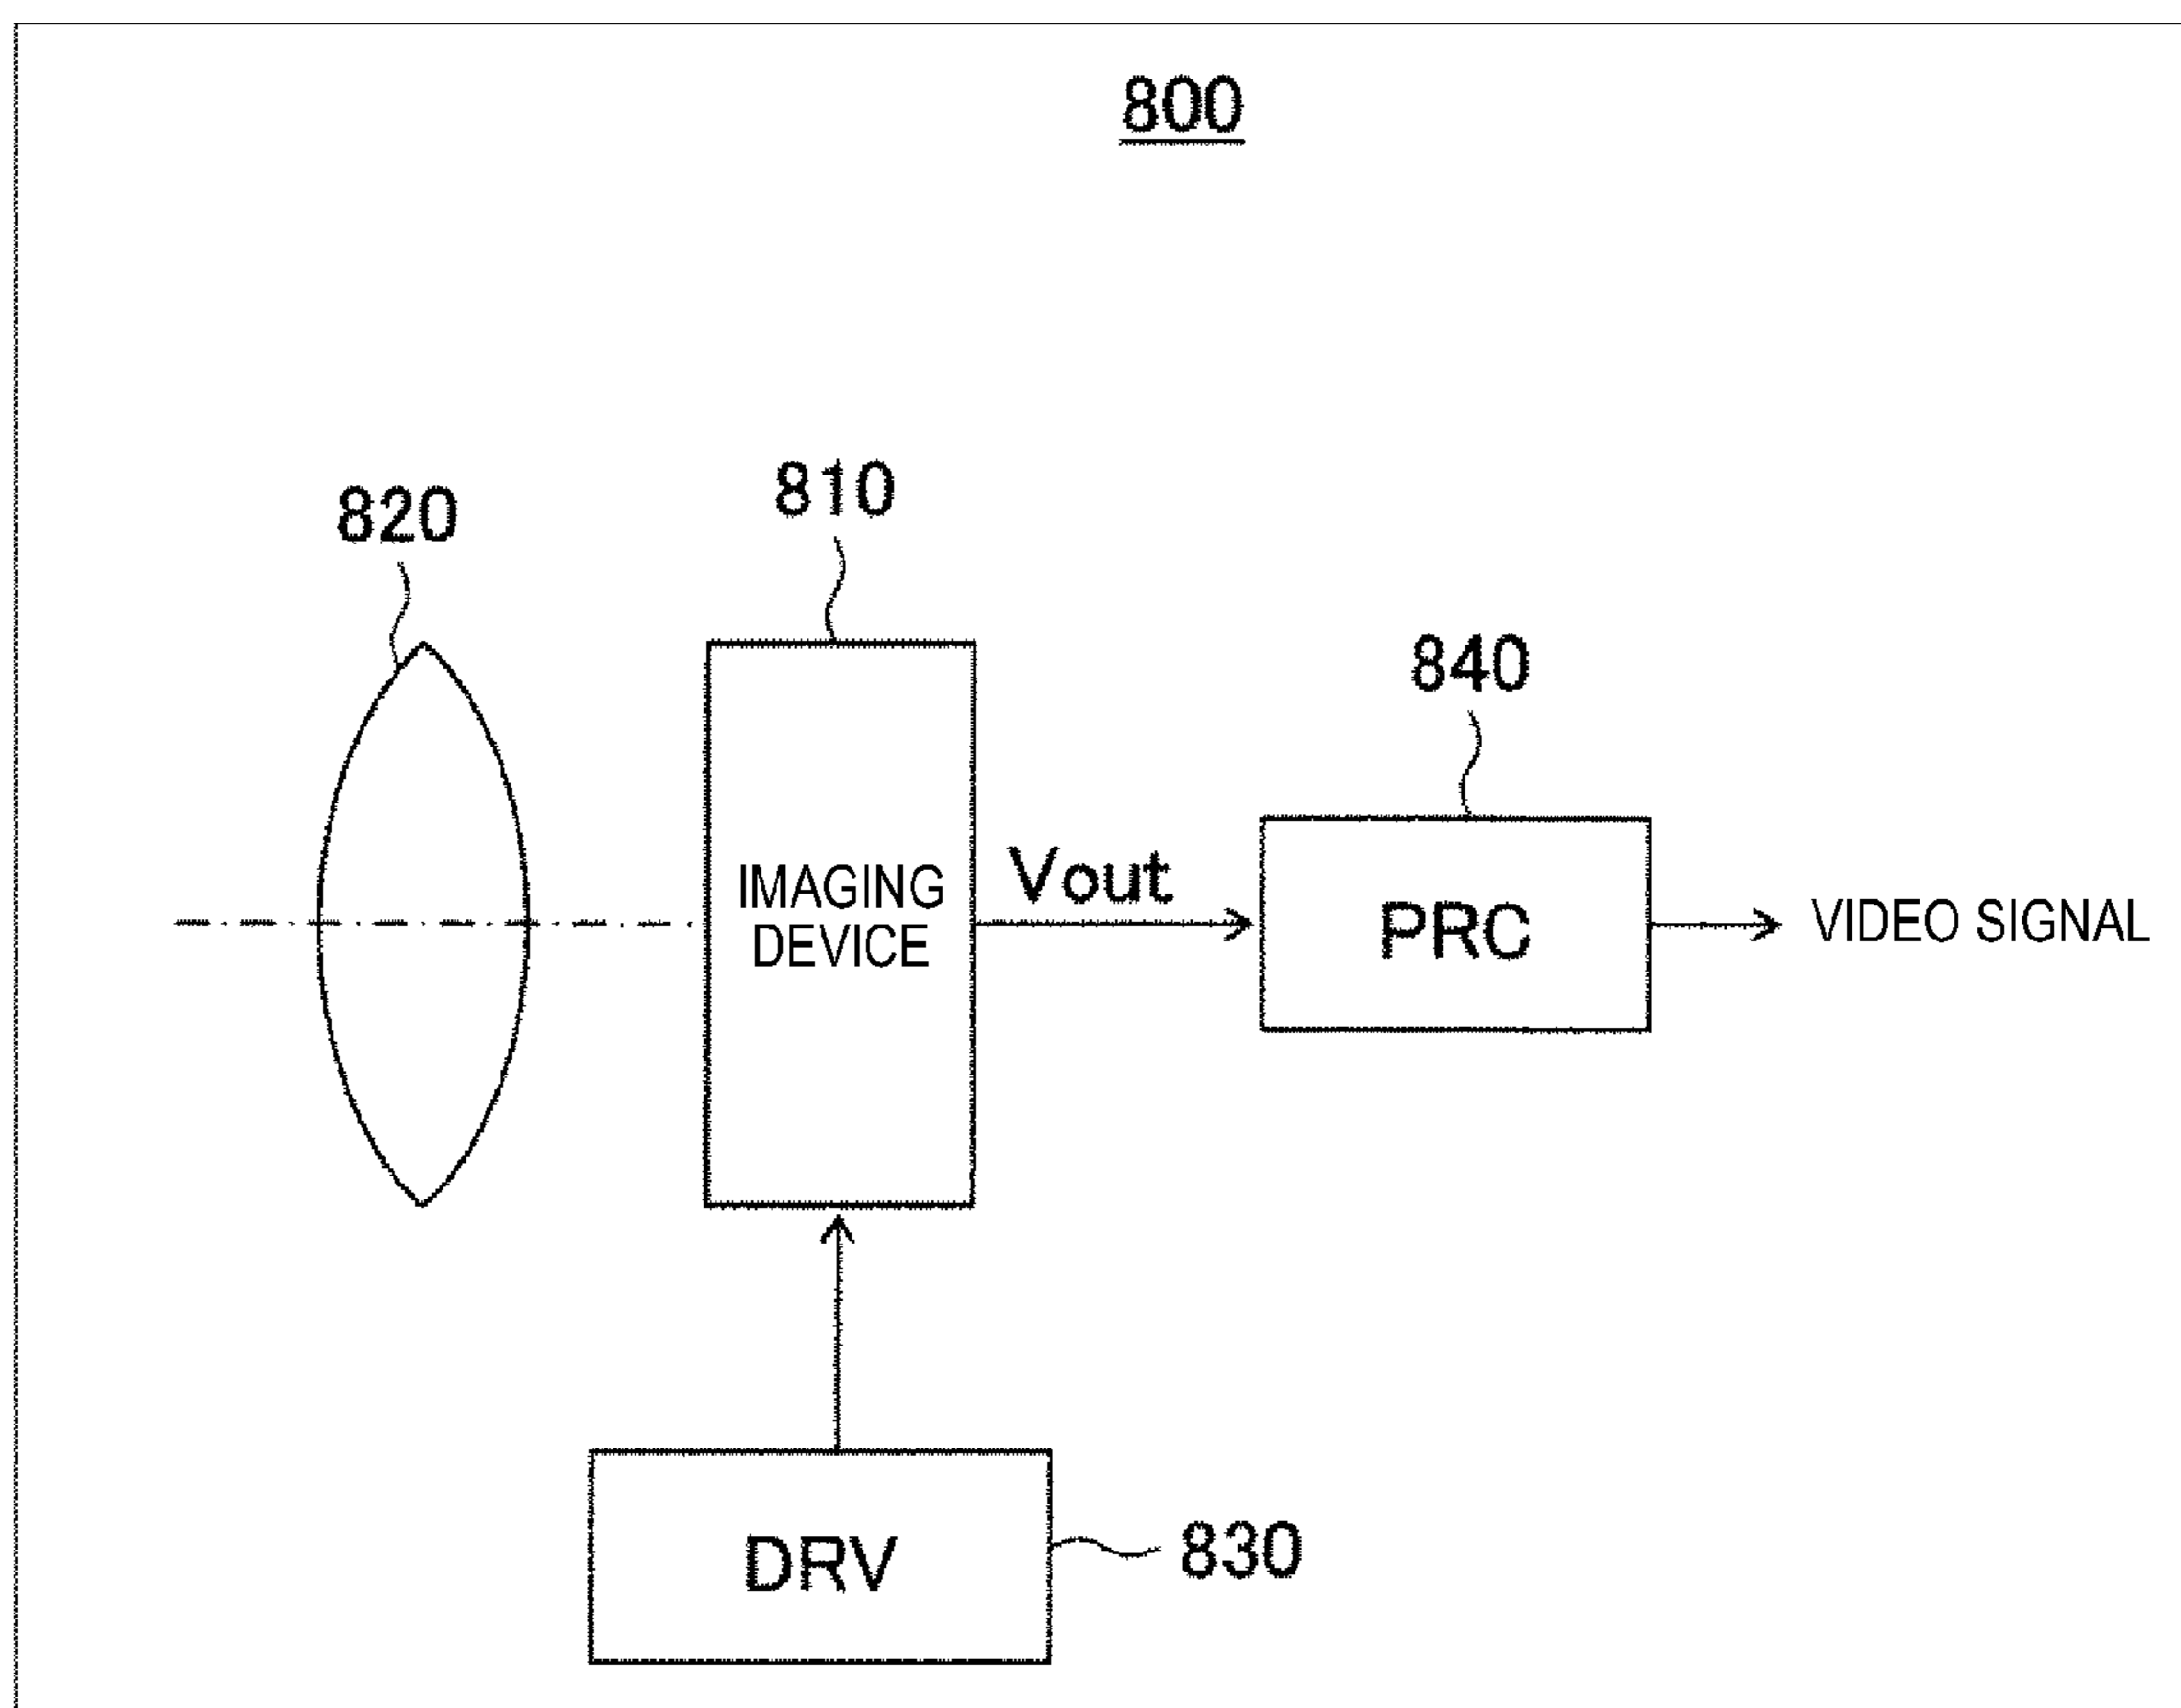 800
820
810
840
IMAGING
DEVICE
Vout
PRC
VIDEO SIGNAL
DRV
830